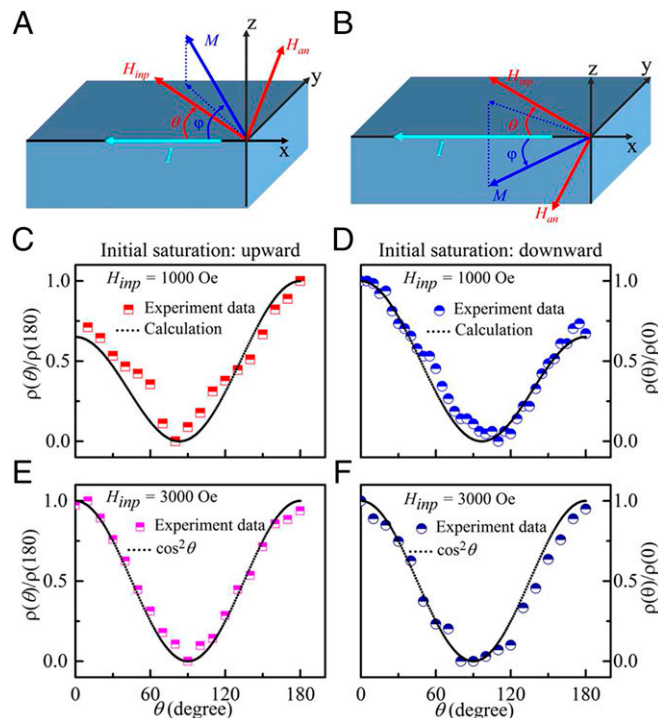 A
B
z
M
H_an
H_inp
y
θ
φ
x
I
z
H_inp
y
θ
x
φ
I
M
H_an
C
Initial saturation: upward
D
Initial saturation: downward
H_inp = 1000 Oe
Experiment data
Calculation
ρ(θ)/ρ(180)
1.0
0.5
0.0
H_inp = 1000 Oe
Experiment data
Calculation
ρ(θ)/ρ(0)
1.0
0.5
0.0
E
F
H_inp = 3000 Oe
Experiment data
cos²θ
ρ(θ)/ρ(180)
1.0
0.5
0.0
0 60 120 180
θ (degree)
H_inp = 3000 Oe
Experiment data
cos²θ
ρ(θ)/ρ(0)
1.0
0.5
0.0
0 60 120 180
θ (degree)